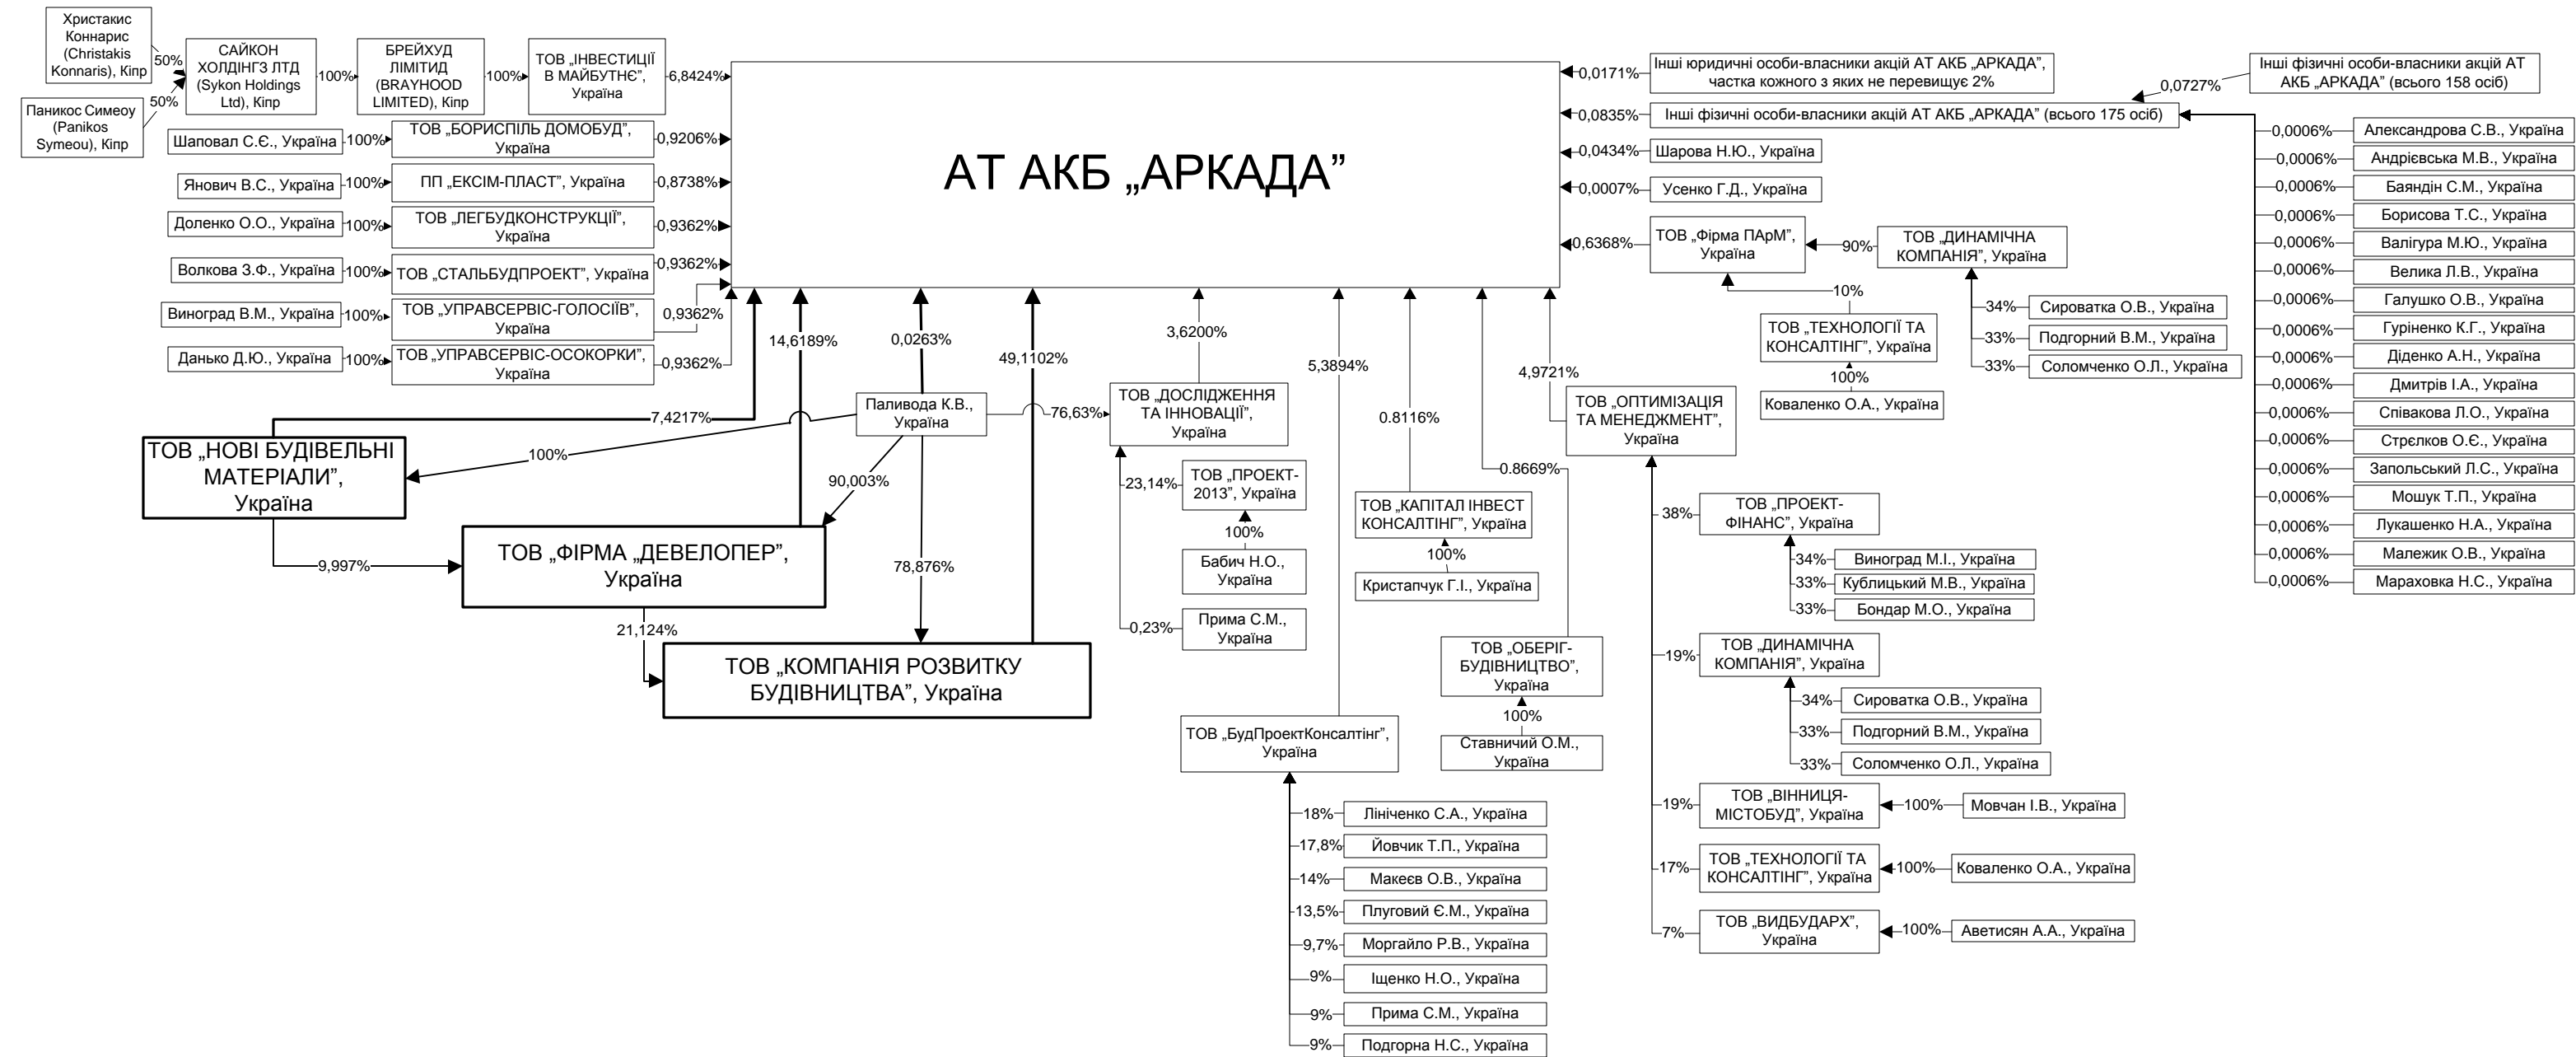 Христакис
Коннарис
(Christakis
Konnaris), Кіпр
50%
Паникос Симеоу
(Panikos
Symeou), Кіпр
50%
САЙКОН
ХОЛДІНГЗ ЛТД
(Sykon Holdings
Ltd), Кіпр
100%
БРЕЙХУД
ЛІМІТИД
(BRAYHOOD
LIMITED), Кіпр
100%
ТОВ „ІНВЕСТИЦІЇ
В МАЙБУТНЄ”,
Україна
6,8424%
Шаповал С.Є., Україна
100%
ТОВ „БОРИСПІЛЬ ДОМОБУД”,
Україна
0,9206%
Янович В.С., Україна
100%
ПП „ЕКСІМ-ПЛАСТ”, Україна
0,8738%
Доленко О.О., Україна
100%
ТОВ „ЛЕГБУДКОНСТРУКЦІЇ”,
Україна
0,9362%
Волкова З.Ф., Україна
100%
ТОВ „СТАЛЬБУДПРОЕКТ”, Україна
0,9362%
Виноград В.М., Україна
100%
ТОВ „УПРАВСЕРВІС-ГОЛОСІЇВ”,
Україна
0,9362%
Данько Д.Ю., Україна
100%
ТОВ „УПРАВСЕРВІС-ОСОКОРКИ”,
Україна
0,9362%
АТ АКБ „АРКАДА”
0,0171%
Інші юридичні особи-власники акцій АТ АКБ „АРКАДА”,
частка кожного з яких не перевищує 2%
0,0835%
Інші фізичні особи-власники акцій АТ АКБ „АРКАДА” (всього 175 осіб)
0,0727%
Інші фізичні особи-власники акцій АТ
АКБ „АРКАДА” (всього 158 осіб)
0,0434%
Шарова Н.Ю., Україна
0,0007%
Усенко Г.Д., Україна
0,6368%
ТОВ „Фірма ПАрМ”,
Україна
90%
ТОВ „ДИНАМІЧНА
КОМПАНІЯ”, Україна
34%
Сироватка О.В., Україна
33%
Подгорний В.М., Україна
33%
Соломченко О.Л., Україна
10%
ТОВ „ТЕХНОЛОГІЇ ТА
КОНСАЛТІНГ”, Україна
100%
Коваленко О.А., Україна
0,0006%
Александрова С.В., Україна
0,0006%
Андрієвська М.В., Україна
0,0006%
Баяндін С.М., Україна
0,0006%
Борисова Т.С., Україна
0,0006%
Валігура М.Ю., Україна
0,0006%
Велика Л.В., Україна
0,0006%
Галушко О.В., Україна
0,0006%
Гуріненко К.Г., Україна
0,0006%
Діденко А.Н., Україна
0,0006%
Дмитрів І.А., Україна
0,0006%
Співакова Л.О., Україна
0,0006%
Стрєлков О.Є., Україна
0,0006%
Запольський Л.С., Україна
0,0006%
Мошук Т.П., Україна
0,0006%
Лукашенко Н.А., Україна
0,0006%
Малежик О.В., Україна
0,0006%
Мараховка Н.С., Україна
7,4217%
14,6189%
0,0263%
49,1102%
3,6200%
5,3894%
0.8116%
0.8669%
4,9721%
Паливода К.В.,
Україна
100%
90,003%
78,876%
76,63%
ТОВ „НОВІ БУДІВЕЛЬНІ
МАТЕРІАЛИ”,
Україна
9,997%
ТОВ „ФІРМА „ДЕВЕЛОПЕР”,
Україна
21,124%
ТОВ „КОМПАНІЯ РОЗВИТКУ
БУДІВНИЦТВА”, Україна
ТОВ „ДОСЛІДЖЕННЯ
ТА ІННОВАЦІЇ”,
Україна
23,14%
ТОВ „ПРОЕКТ-
2013”, Україна
100%
Бабич Н.О.,
Україна
0,23%
Прима С.М.,
Україна
ТОВ „КАПІТАЛ ІНВЕСТ
КОНСАЛТІНГ”, Україна
100%
Кристапчук Г.І., Україна
ТОВ „ОБЕРІГ-
БУДІВНИЦТВО”,
Україна
100%
Ставничий О.М.,
Україна
ТОВ „БудПроектКонсалтінг”,
Україна
18%
Лініченко С.А., Україна
17,8%
Йовчик Т.П., Україна
14%
Макеєв О.В., Україна
13,5%
Плуговий Є.М., Україна
9,7%
Моргайло Р.В., Україна
9%
Іщенко Н.О., Україна
9%
Прима С.М., Україна
9%
Подгорна Н.С., Україна
ТОВ „ОПТИМІЗАЦІЯ
ТА МЕНЕДЖМЕНТ”,
Україна
38%
ТОВ „ПРОЕКТ-
ФІНАНС”, Україна
34%
Виноград М.І., Україна
33%
Кублицький М.В., Україна
33%
Бондар М.О., Україна
19%
ТОВ „ДИНАМІЧНА
КОМПАНІЯ”, Україна
34%
Сироватка О.В., Україна
33%
Подгорний В.М., Україна
33%
Соломченко О.Л., Україна
19%
ТОВ „ВІННИЦЯ-
МІСТОБУД”, Україна
100%
Мовчан І.В., Україна
17%
ТОВ „ТЕХНОЛОГІЇ ТА
КОНСАЛТІНГ”, Україна
100%
Коваленко О.А., Україна
7%
ТОВ „ВИДБУДАРХ”,
Україна
100%
Аветисян А.А., Україна